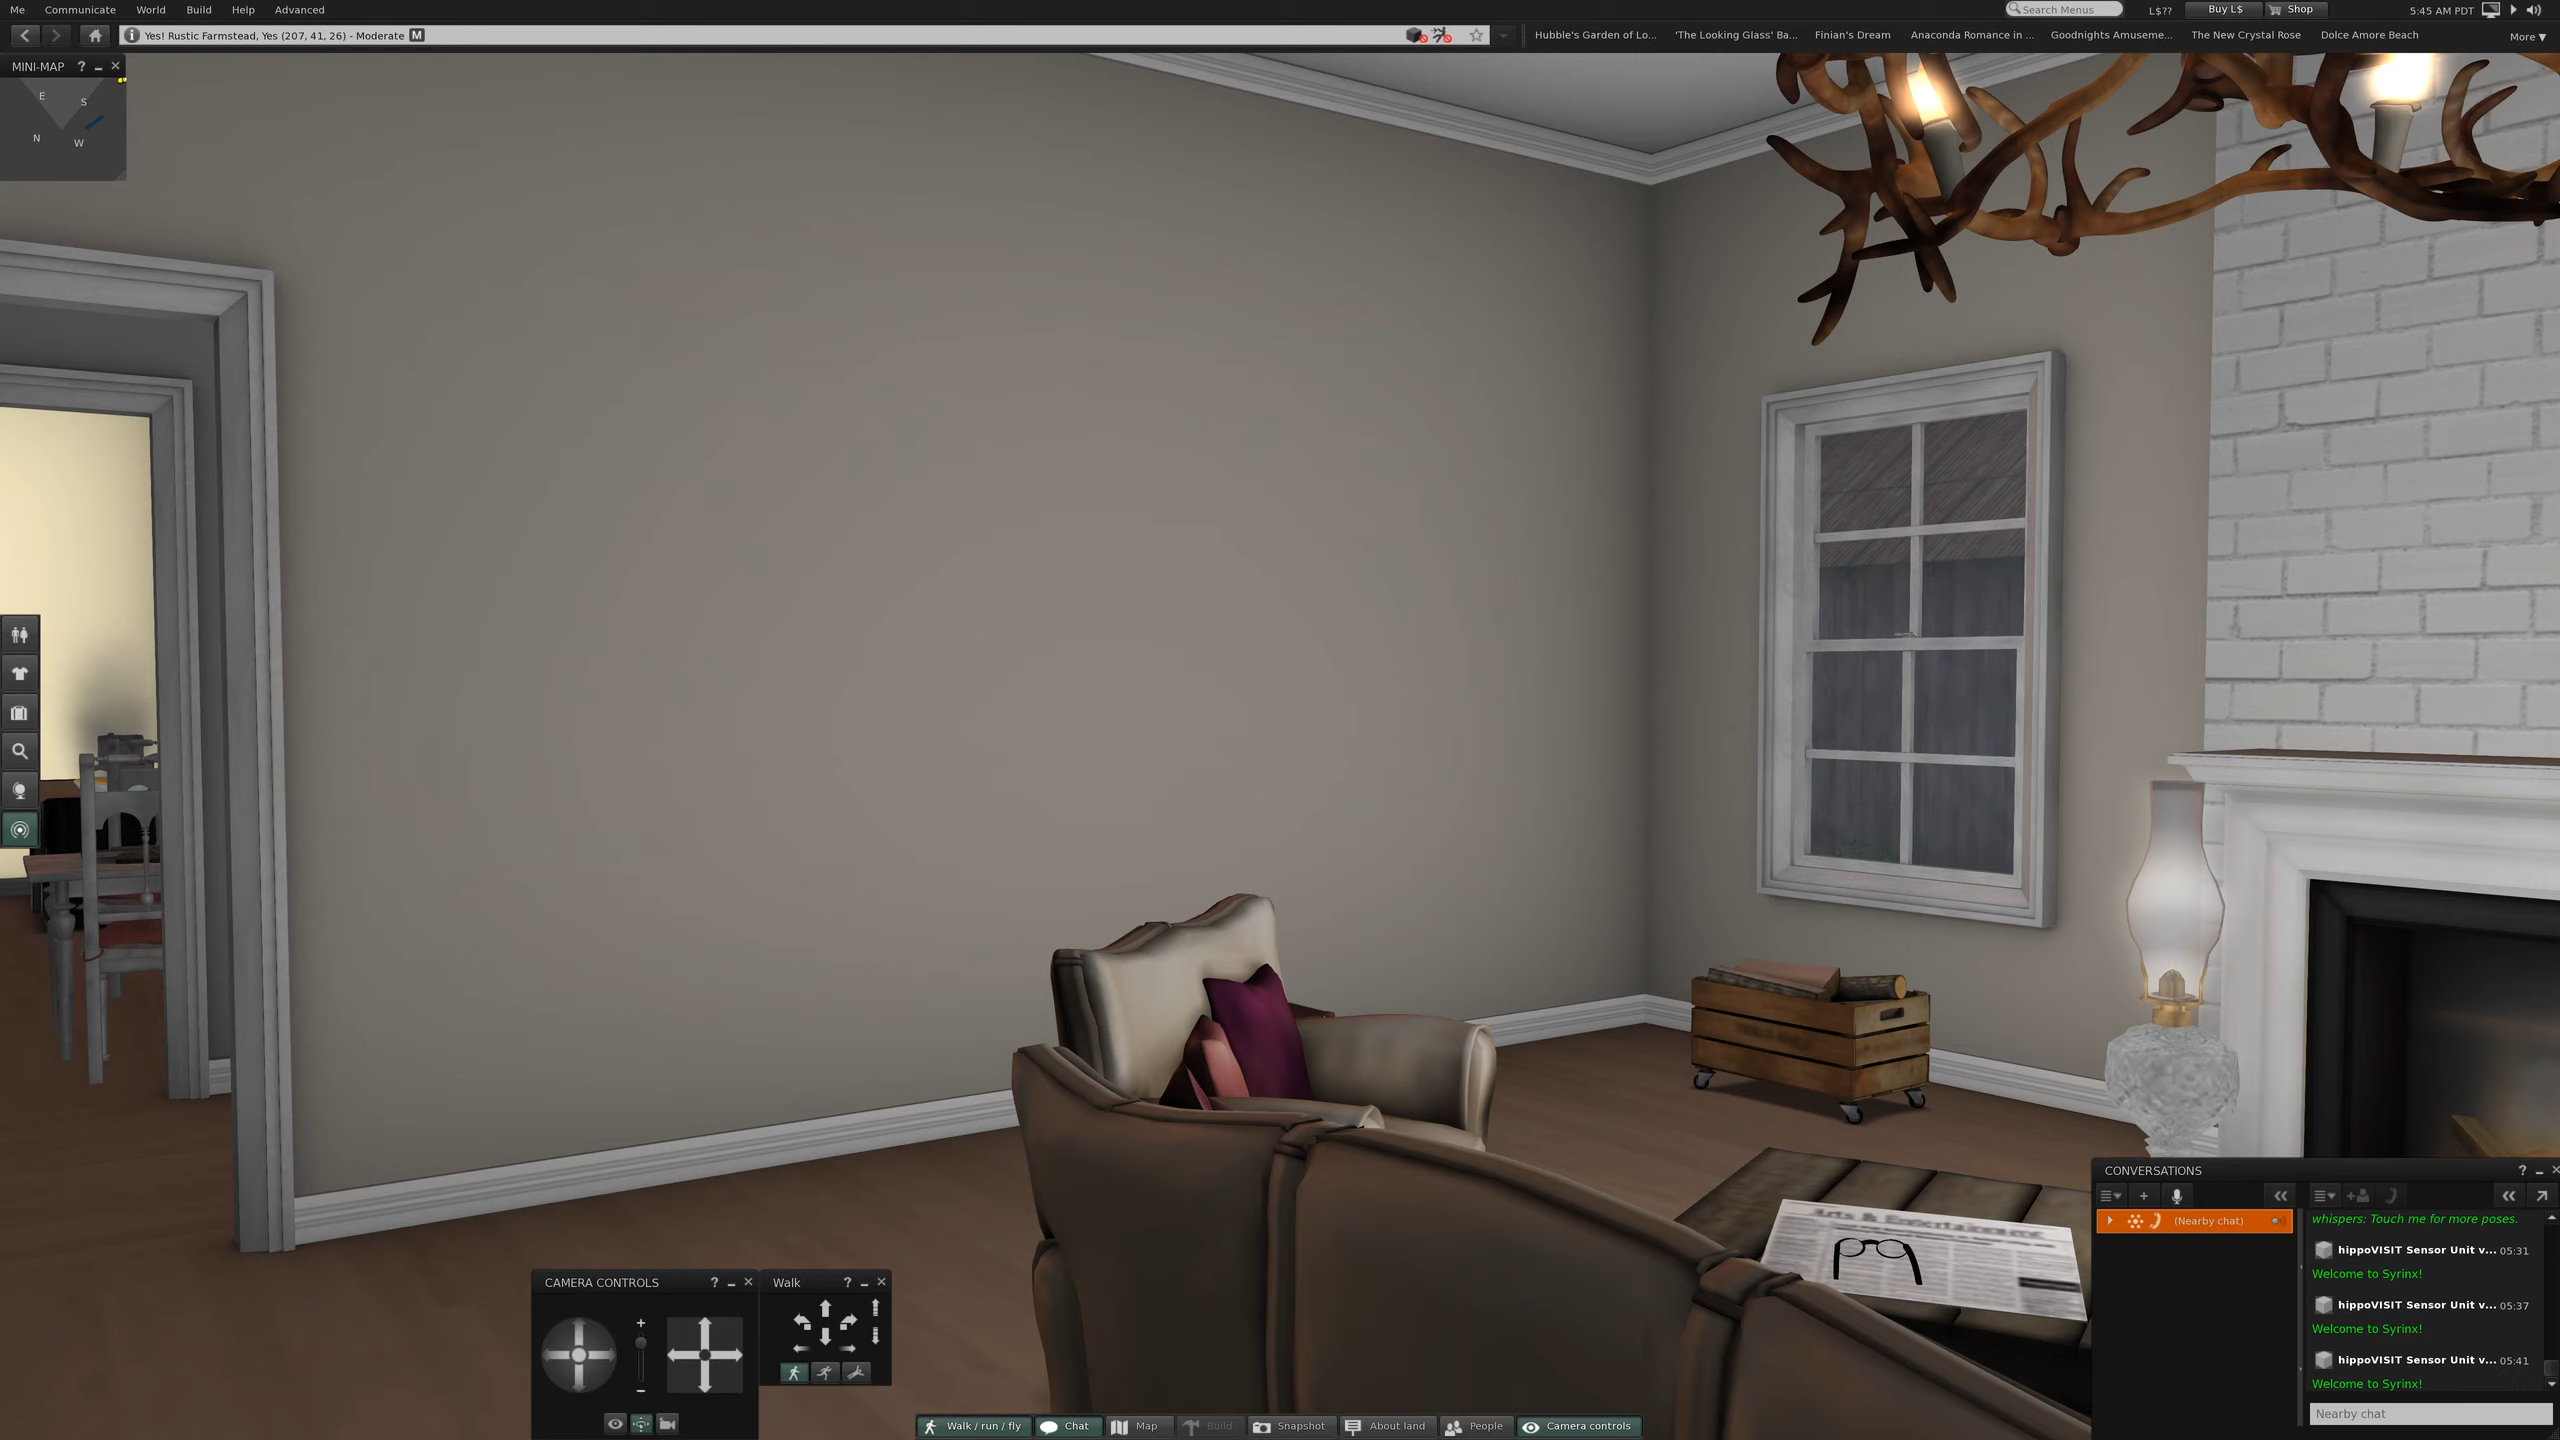 Me Communicate World Build Help Advanced
Search Menus L$?? Buy L$ Shop 5:45 AM PDT
Yes! Rustic Farmstead, Yes (207, 41, 26) - Moderate M
Hubble's Garden of Lo... 'The Looking Glass' Ba... Finian's Dream Anaconda Romance in ... Goodnights Amuseme... The New Crystal Rose Dolce Amore Beach More
MINI-MAP ?
E S
N W
Arts & Entertainment
CONVERSATIONS ?
(Nearby chat)
whispers: Touch me for more poses.
hippoVISIT Sensor Unit v... 05:31
Welcome to Syrinx!
hippoVISIT Sensor Unit v... 05:37
Welcome to Syrinx!
hippoVISIT Sensor Unit v... 05:41
Welcome to Syrinx!
Nearby chat
CAMERA CONTROLS ?
Walk ?
Walk / run / fly Chat Map Build Snapshot About land People Camera controls